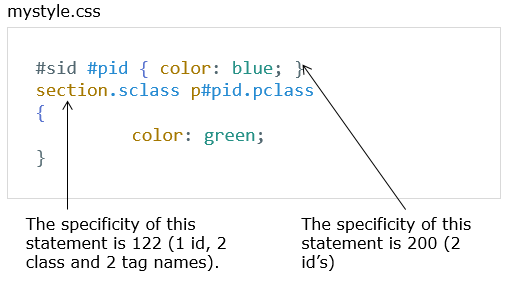 mystyle.css
#sid #pid { color: blue; }
section.sclass p#pid.pclass
{
color: green;
}
The specificity of this
statement is 122 (1 id, 2
class and 2 tag names).
The specificity of this
statement is 200 (2
id’s)